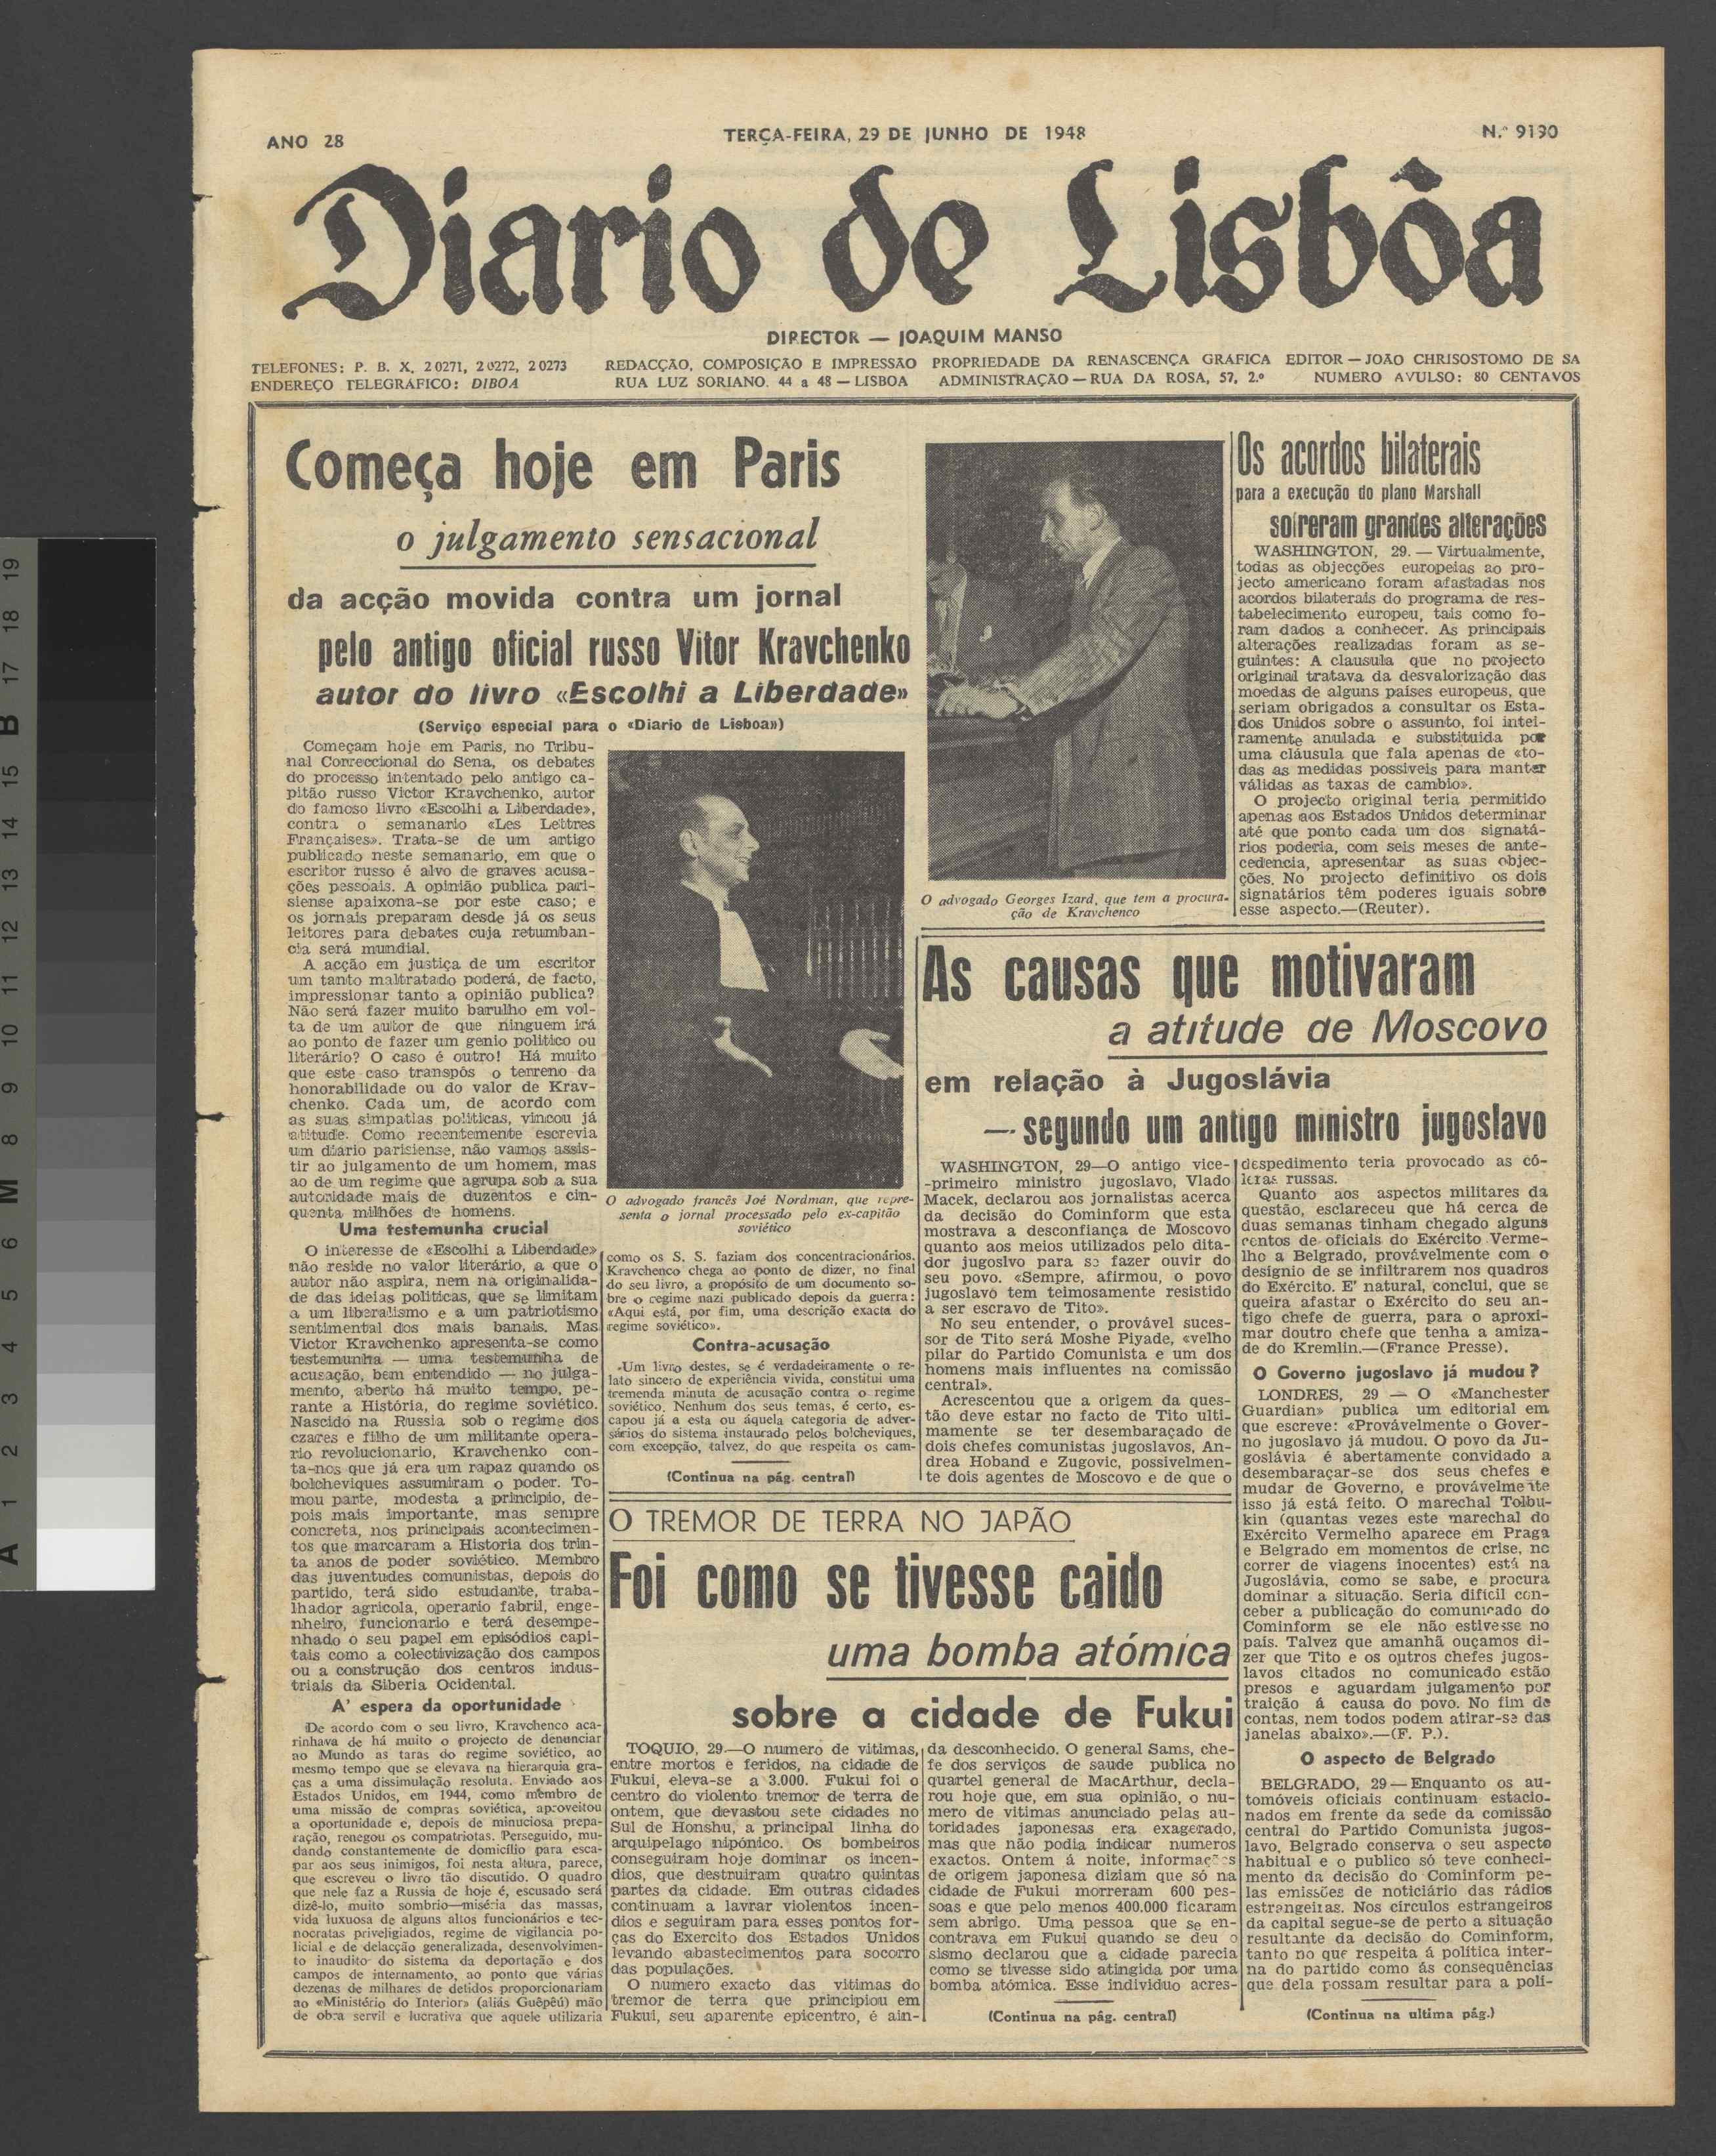 ANO 28
TERÇA-FEIRA, 29 DE JUNHO DE 1948
N.º 9190
Diario de Lisbôa
DIRECTOR — JOAQUIM MANSO
TELEFONES: P. B. X. 20271, 20272, 20273
ENDEREÇO TELEGRAFICO: DIBOA
REDACÇÃO, COMPOSIÇÃO E IMPRESSÃO
RUA LUZ SORIANO, 44 a 48 — LISBOA
PROPRIEDADE DA RENASCENÇA GRAFICA
ADMINISTRAÇÃO — RUA DA ROSA, 57, 2.º
EDITOR — JOÃO CHRISOSTOMO DE SA
NUMERO AVULSO: 80 CENTAVOS
Começa hoje em Paris
o julgamento sensacional
da acção movida contra um jornal
pelo antigo oficial russo Vitor Kravchenko
autor do livro «Escolhi a Liberdade»
(Serviço especial para o «Diario de Lisboa»)
Começam hoje em Paris, no Tribu-
nal Correccional do Sena, os debates
do processo intentado pelo antigo ca-
pitão russo Victor Kravchenko, autor
do famoso livro «Escolhi a Liberdade»,
contra o semanario «Les Lettres
Françaises». Trata-se de um artigo
publicado neste semanario, em que o
escritor russo é alvo de graves acusa-
ções pessoais. A opinião publica pari-
siense apaixona-se por este caso; e
os jornais preparam desde já os seus
leitores para debates cuja retumban-
cia será mundial.
A acção em justiça de um escritor
um tanto maltratado poderá, de facto,
impressionar tanto a opinião publica?
Não será fazer muito barulho em vol-
ta de um autor de que ninguem irá
ao ponto de fazer um genio politico ou
literário? O caso é outro! Há muito
que este caso transpôs o terreno da
honorabilidade ou do valor de Krav-
chenko. Cada um, de acordo com
as suas simpatias politicas, vincou já
atitude. Como recentemente escrevia
um diario parisiense, não vamos assis-
tir ao julgamento de um homem, mas
ao de um regime que agrupa sob a sua
autoridade mais de duzentos e cin-
quenta milhões de homens.
Uma testemunha crucial
O interesse de «Escolhi a Liberdade»
não reside no valor literário, a que o
autor não aspira, nem na originalida-
de das ideias politicas, que se limitam
a um liberalismo e a um patriotismo
sentimental dos mais banais. Mas
Victor Kravchenko apresenta-se como
testemunha — uma testemunha de
acusação, bem entendido — no julga-
mento, aberto há muito tempo, pe-
rante a História, do regime soviético.
Nascido na Russia sob o regime dos
czares e filho de um militante opera-
rio revolucionario, Kravchenko con-
ta-nos que já era um rapaz quando os
bolcheviques assumiram o poder. To-
mou parte, modesta a principio, de-
pois mais importante, mas sempre
concreta, nos principais acontecimen-
tos que marcaram a Historia dos trin-
ta anos de poder soviético. Membro
das juventudes comunistas, depois do
partido, terá sido estudante, traba-
lhador agricola, operario fabril, enge-
nheiro, funcionario e terá desempe-
nhado o seu papel em episódios capi-
tais como a colectivização dos campos
ou a construção dos centros indus-
triais da Siberia Ocidental.
A' espera da oportunidade
De acordo com o seu livro, Kravchenco aca-
rinhava de há muito o projecto de denunciar
ao Mundo as taras do regime soviético, ao
mesmo tempo que se elevava na hierarquia gra-
ças a uma dissimulação resoluta. Enviado aos
Estados Unidos, em 1944, como membro de
uma missão de compras soviética, aproveitou
a oportunidade e, depois de minuciosa prepa-
ração, renegou os compatriotas. Perseguido, mu-
dando constantemente de domicílio para esca-
par aos seus inimigos, foi nesta altura, parece,
que escreveu o livro tão discutido. O quadro
que nele faz a Russia de hoje é, escusado será
dizê-lo, muito sombrio—miséria das massas,
vida luxuosa de alguns altos funcionários e tec-
nocratas priveligiados, regime de vigilancia po-
licial e de delacção generalizada, desenvolvimen-
to inaudito do sistema da deportação e dos
campos de internamento, ao ponto que várias
dezenas de milhares de detidos proporcionariam
ao «Ministério do Interior» (aliás Guêpêú) mão
de obra servil e lucrativa que aquele utilizaria
O advogado francês Joé Nordman, que repre-
senta o jornal processado pelo ex-capitão
soviético
como os S. S. faziam dos concentracionários.
Kravchenco chega ao ponto de dizer, no final
do seu livro, a propósito de um documento so-
bre o regime nazi publicado depois da guerra:
«Aqui está, por fim, uma descrição exacta do
regime soviético».
Contra-acusação
«Um livro destes, se é verdadeiramente o re-
lato sincero de experiência vivida, constitui uma
tremenda minuta de acusação contra o regime
soviético. Nenhum dos seus temas, é certo, es-
capou já a esta ou áquela categoria de adver-
sários do sistema instaurado pelos bolcheviques,
com excepção, talvez, do que respeita os cam-
(Continua na pág. central)
O advogado Georges Izard, que tem a procura-
ção de Kravchenco
Os acordos bilaterais
para a execução do plano Marshall
sofreram grandes alterações
WASHINGTON, 29. — Virtualmente,
todas as objecções europeias ao pro-
jecto americano foram afastadas nos
acordos bilaterais do programa de res-
tabelecimento europeu, tais como fo-
ram dados a conhecer. As principais
alterações realizadas foram as se-
guintes: A clausula que no projecto
original tratava da desvalorização das
moedas de alguns países europeus, que
seriam obrigados a consultar os Esta-
dos Unidos sobre o assunto, foi intei-
ramente anulada e substituida por
uma cláusula que fala apenas de «to-
das as medidas possiveis para manter
válidas as taxas de cambio».
O projecto original teria permitido
apenas aos Estados Unidos determinar
até que ponto cada um dos signatá-
rios poderia, com seis meses de ante-
cedencia, apresentar as suas objec-
ções. No projecto definitivo os dois
signatários têm poderes iguais sobre
esse aspecto.—(Reuter).
As causas que motivaram
a atitude de Moscovo
em relação à Jugoslávia
— segundo um antigo ministro jugoslavo
WASHINGTON, 29—O antigo vice-
-primeiro ministro jugoslavo, Vlado
Macek, declarou aos jornalistas acerca
da decisão do Cominform que esta
mostrava a desconfiança de Moscovo
quanto aos meios utilizados pelo dita-
dor jugoslvo para se fazer ouvir do
seu povo. «Sempre, afirmou, o povo
jugoslavo tem teimosamente resistido
a ser escravo de Tito».
No seu entender, o provável suces-
sor de Tito será Moshe Piyade, «velho
pilar do Partido Comunista e um dos
homens mais influentes na comissão
central».
Acrescentou que a origem da ques-
tão deve estar no facto de Tito ulti-
mamente se ter desembaraçado de
dois chefes comunistas jugoslavos, An-
drea Hoband e Zugovic, possivelmen-
te dois agentes de Moscovo e de que o
despedimento teria provocado as có-
leras russas.
Quanto aos aspectos militares da
questão, esclareceu que há cerca de
duas semanas tinham chegado alguns
centos de oficiais do Exército Verme-
lho a Belgrado, provávelmente com o
designio de se infiltrarem nos quadros
do Exército. E' natural, conclui, que se
queira afastar o Exército do seu an-
tigo chefe de guerra, para o aproxi-
mar doutro chefe que tenha a amiza-
de do Kremlin.—(France Presse).
O Governo jugoslavo já mudou?
LONDRES, 29 — O «Manchester
Guardian» publica um editorial em
que escreve: «Provávelmente o Gover-
no jugoslavo já mudou. O povo da Ju-
goslávia é abertamente convidado a
desembaraçar-se dos seus chefes e
mudar de Governo, e provávelmente
isso já está feito. O marechal Tolbu-
kin (quantas vezes este marechal do
Exército Vermelho aparece em Praga
e Belgrado em momentos de crise, no
correr de viagens inocentes) está na
Jugoslávia, como se sabe, e procura
dominar a situação. Seria dificil con-
ceber a publicação do comunicado do
Cominform se ele não estivesse no
país. Talvez que amanhã ouçamos di-
zer que Tito e os outros chefes jugos-
lavos citados no comunicado estão
presos e aguardam julgamento por
traição á causa do povo. No fim de
contas, nem todos podem atirar-se das
janelas abaixo».—(F. P.).
O aspecto de Belgrado
BELGRADO, 29 — Enquanto os au-
tomóveis oficiais continuam estacio-
nados em frente da sede da comissão
central do Partido Comunista jugos-
lavo, Belgrado conserva o seu aspecto
habitual e o publico só teve conheci-
mento da decisão do Cominform pe-
las emissões de noticiário das rádios
estrangeiras. Nos círculos estrangeiros
da capital segue-se de perto a situação
resultante da decisão do Cominform,
tanto no que respeita á política inter-
na do partido como ás consequências
que dela possam resultar para a poli-
(Continua na ultima pág.)
O TREMOR DE TERRA NO JAPÃO
Foi como se tivesse caido
uma bomba atómica
sobre a cidade de Fukui
TOQUIO, 29.—O numero de vitimas,
entre mortos e feridos, na cidade de
Fukui, eleva-se a 3.000. Fukui foi o
centro do violento tremor de terra de
ontem, que devastou sete cidades no
Sul de Honshu, a principal linha do
arquipelago nipónico. Os bombeiros
conseguiram hoje dominar os incen-
dios, que destruiram quatro quintas
partes da cidade. Em outras cidades
continuam a lavrar violentos incen-
dios e seguiram para esses pontos for-
ças do Exercito dos Estados Unidos
levando abastecimentos para socorro
das populações.
O numero exacto das vitimas do
tremor de terra que principiou em
Fukui, seu aparente epicentro, é ain-
da desconhecido. O general Sams, che-
fe dos serviços de saude publica no
quartel general de MacArthur, decla-
rou hoje que, em sua opinião, o nu-
mero de vitimas anunciado pelas au-
toridades japonesas era exagerado,
mas que não podia indicar numeros
exactos. Ontem á noite, informações
de origem japonesa diziam que só na
cidade de Fukui morreram 600 pes-
soas e que pelo menos 400.000 ficaram
sem abrigo. Uma pessoa que se en-
contrava em Fukui quando se deu o
sismo declarou que a cidade parecia
como se tivesse sido atingida por uma
bomba atómica. Esse individuo acres-
(Continua na pág. central)
A 1 2 3 4 5 6 M 8 9 10 11 12 13 14 15 B 17 18 19